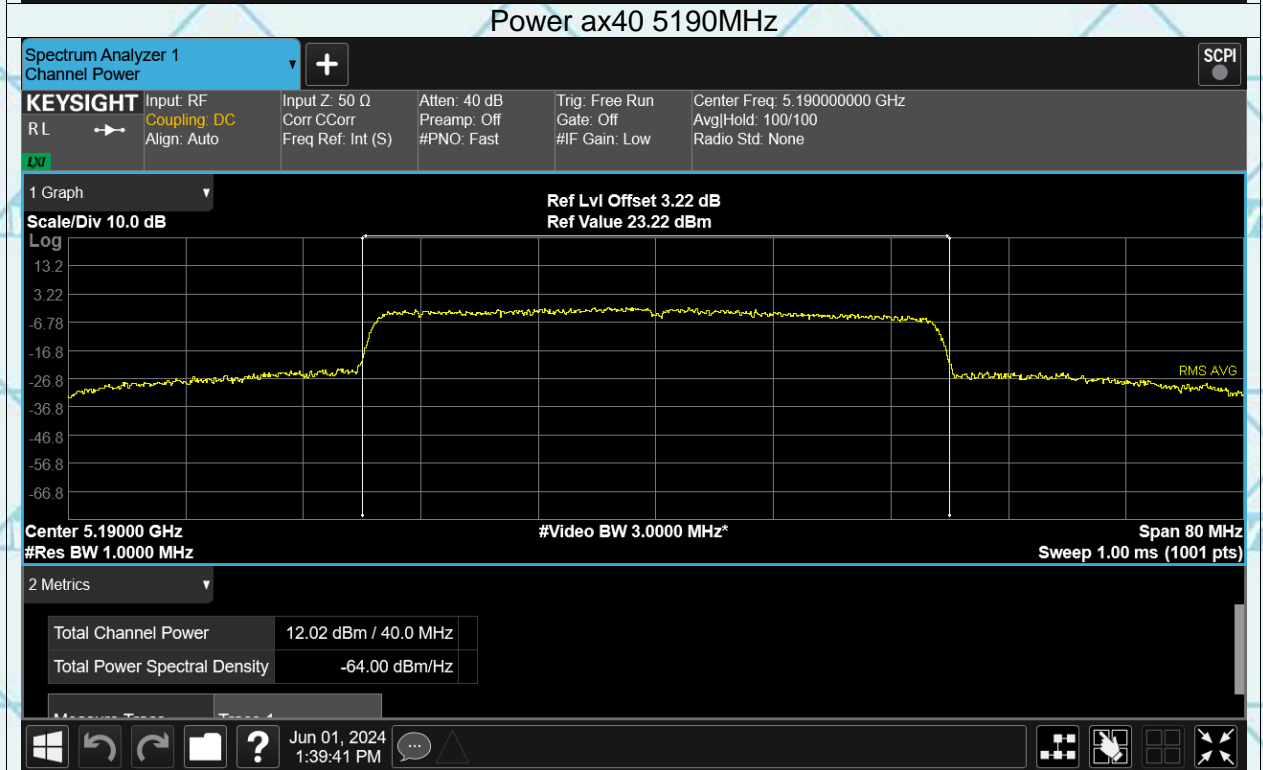 Power ax40 5190MHz
Spectrum Analyzer 1
Channel Power
SCPI
KEYSIGHT
RL
LXI
Input: RF
Coupling: DC
Align: Auto
Input Z: 50 Ω
Corr CCorr
Freq Ref: Int (S)
Atten: 40 dB
Preamp: Off
#PNO: Fast
Trig: Free Run
Gate: Off
#IF Gain: Low
Center Freq: 5.190000000 GHz
Avg|Hold: 100/100
Radio Std: None
1 Graph
Scale/Div 10.0 dB
Ref Lvl Offset 3.22 dB
Ref Value 23.22 dBm
Log
13.2
3.22
-6.78
-16.8
-26.8
-36.8
-46.8
-56.8
-66.8
RMS AVG
Center 5.19000 GHz
#Video BW 3.0000 MHz*
Span 80 MHz
#Res BW 1.0000 MHz
Sweep 1.00 ms (1001 pts)
2 Metrics
Total Channel Power 12.02 dBm / 40.0 MHz
Total Power Spectral Density -64.00 dBm/Hz
Measure Trace Trace 1
?
Jun 01, 2024
1:39:41 PM